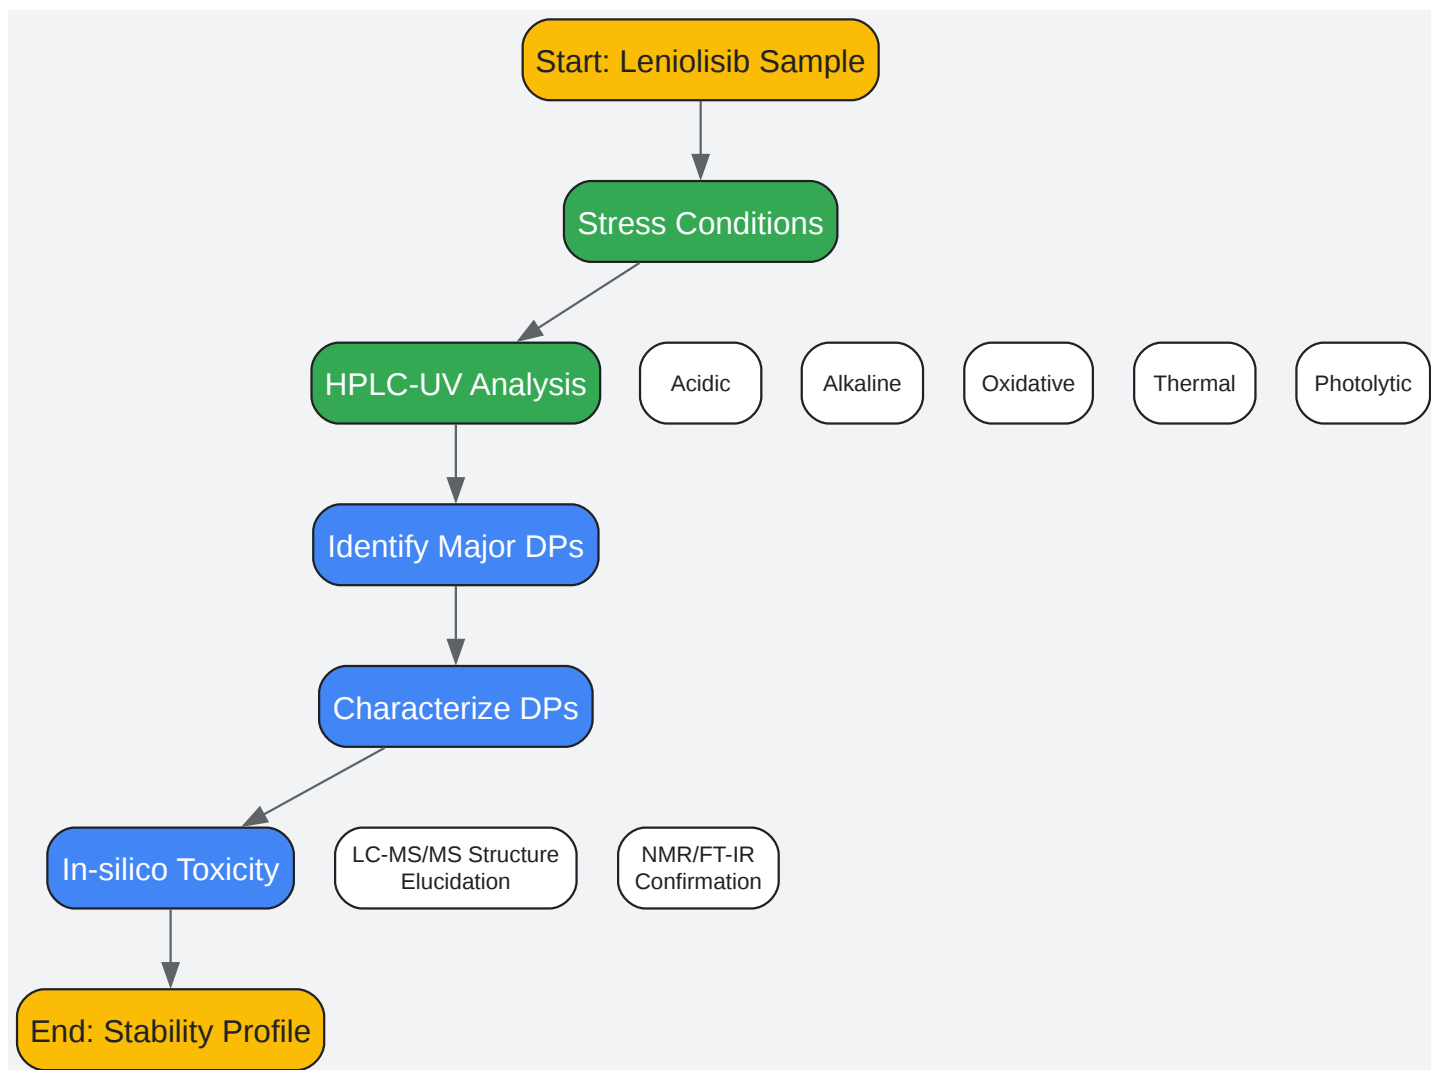 Start: Leniolisib Sample
Stress Conditions
HPLC-UV Analysis
Acidic
Alkaline
Oxidative
Thermal
Photolytic
Identify Major DPs
Characterize DPs
In-silico Toxicity
LC-MS/MS Structure
Elucidation
NMR/FT-IR
Confirmation
End: Stability Profile